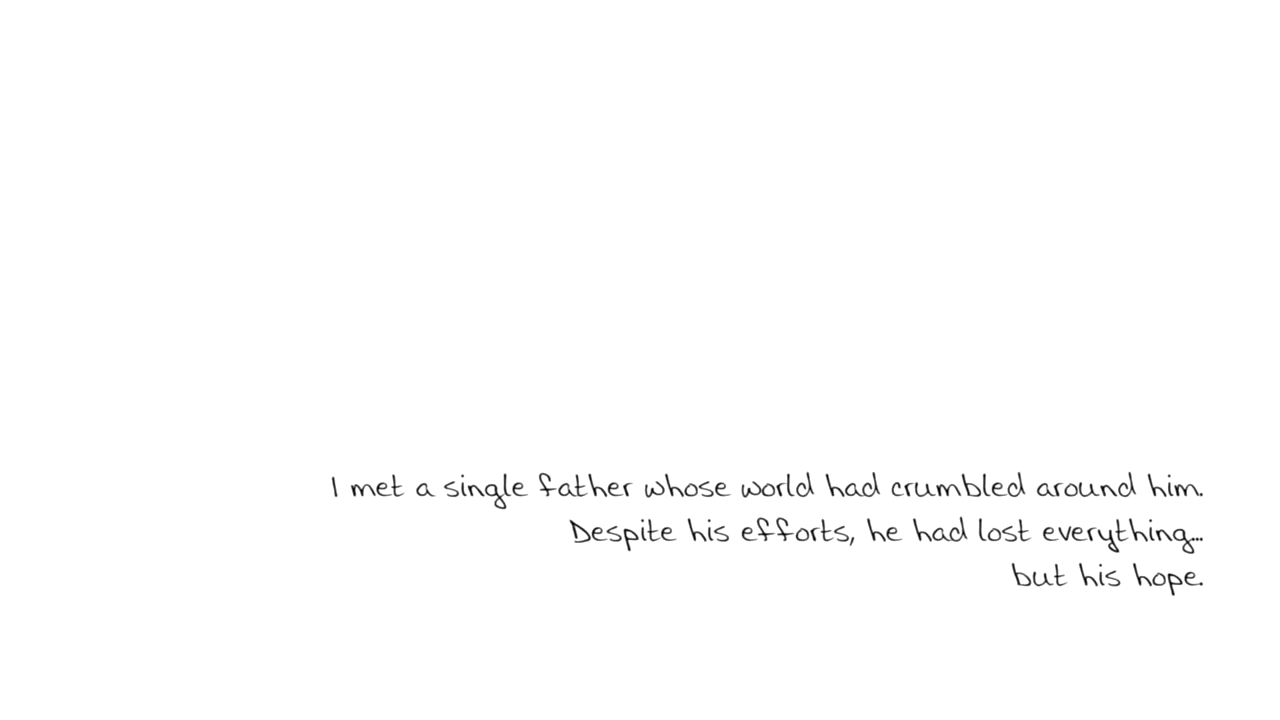 I met a single father whose world had crumbled around him.
Despite his efforts, he had lost everything...
but his hope.